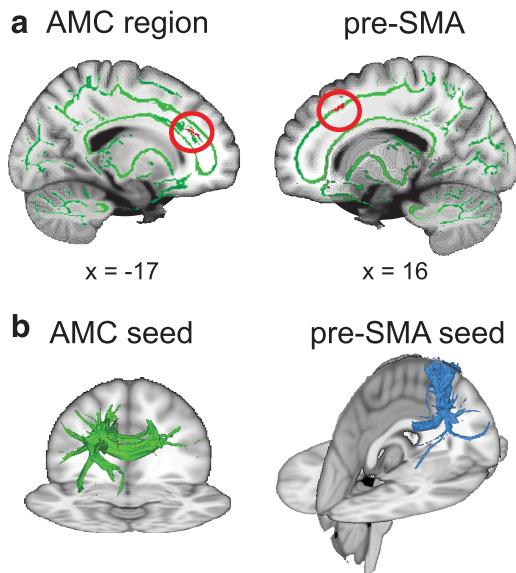 a AMC region pre-SMA
x = -17 x = 16
b AMC seed pre-SMA seed